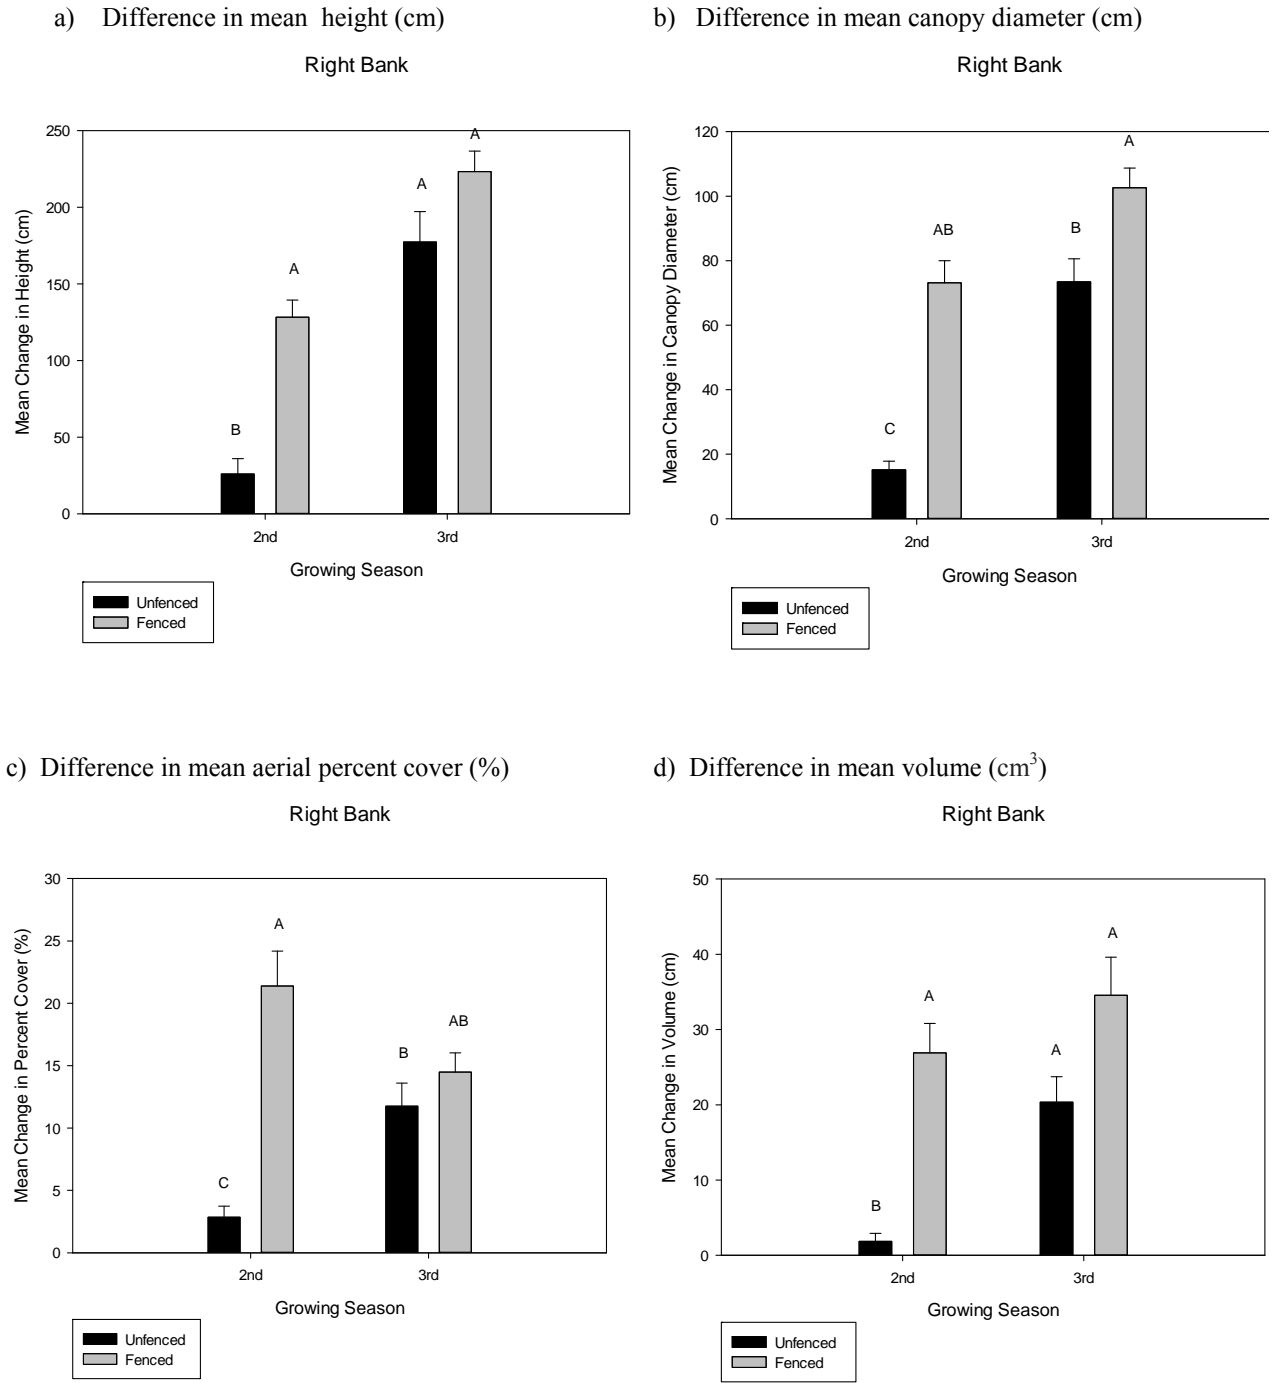 a) Difference in mean height (cm)
Right Bank
Mean Change in Height (cm)
250
200
150
100
50
0
B
A
A
A
2nd
3rd
Growing Season
Unfenced
Fenced
b) Difference in mean canopy diameter (cm)
Right Bank
Mean Change in Canopy Diameter (cm)
120
100
80
60
40
20
0
C
AB
B
A
2nd
3rd
Growing Season
Unfenced
Fenced
c) Difference in mean aerial percent cover (%)
Right Bank
Mean Change in Percent Cover (%)
30
25
20
15
10
5
0
C
A
B
AB
2nd
3rd
Growing Season
Unfenced
Fenced
d) Difference in mean volume (cm³)
Right Bank
Mean Change in Volume (cm)
50
40
30
20
10
0
B
A
A
A
2nd
3rd
Growing Season
Unfenced
Fenced